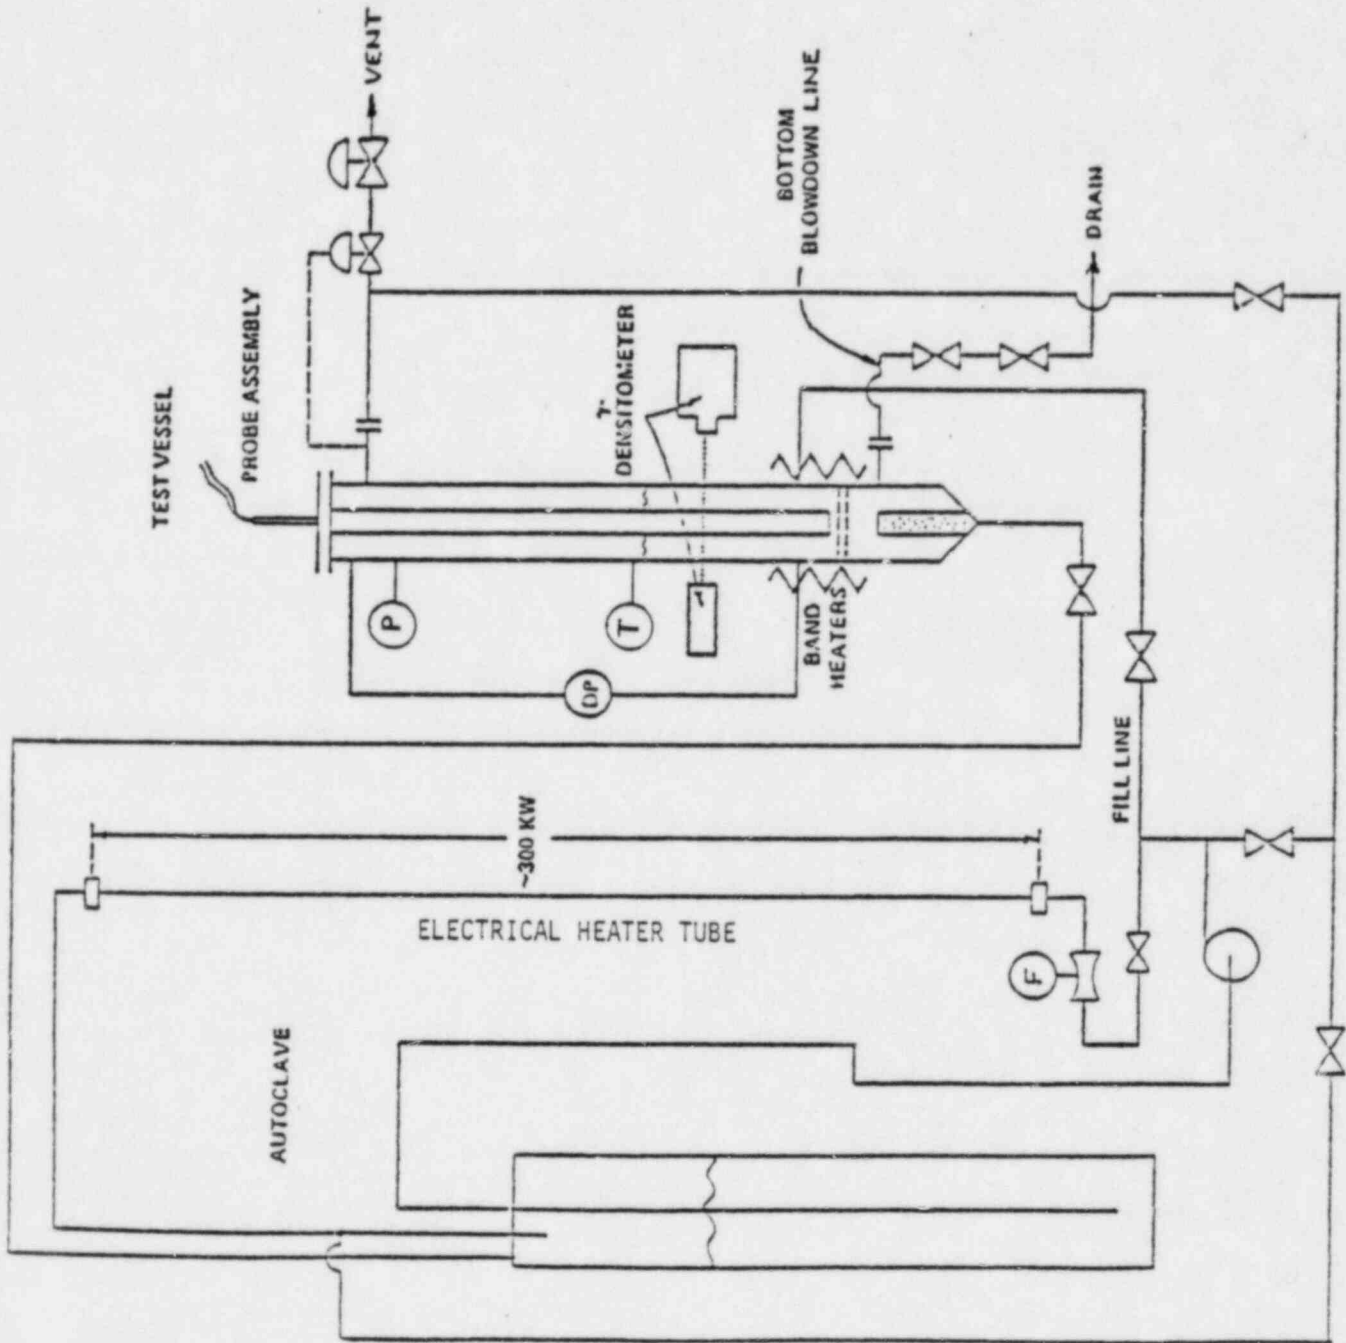 TEST VESSEL
PROBE ASSEMBLY
VENT
γ
DENSITOMETER
BOTTOM
BLOWDOWN LINE
DRAIN
P
T
DP
BAND
HEATERS
~300 KW
ELECTRICAL HEATER TUBE
FILL LINE
F
AUTOCLAVE